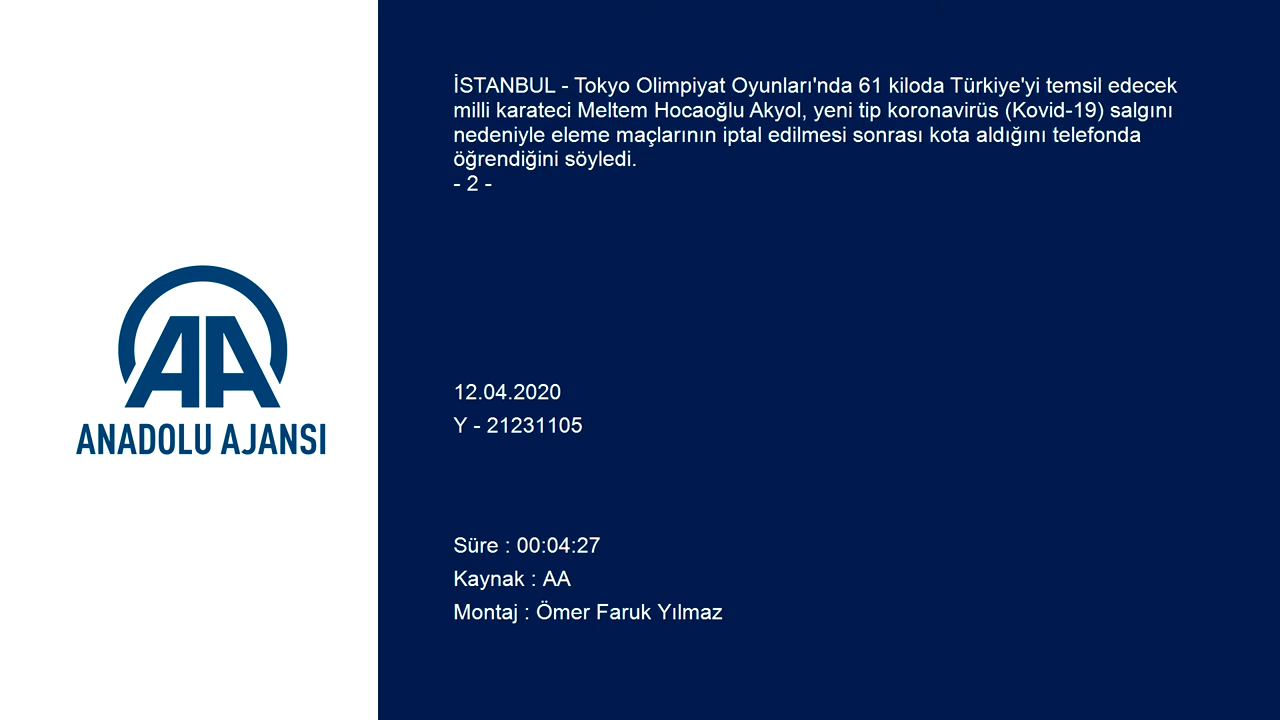 İSTANBUL - Tokyo Olimpiyat Oyunları'nda 61 kiloda Türkiye'yi temsil edecek
milli karateci Meltem Hocaoğlu Akyol, yeni tip koronavirüs (Kovid-19) salgını
nedeniyle eleme maçlarının iptal edilmesi sonrası kota aldığını telefonda
öğrendiğini söyledi.
- 2 -
AA
ANADOLU AJANSI
12.04.2020
Y - 21231105
Süre : 00:04:27
Kaynak : AA
Montaj : Ömer Faruk Yılmaz